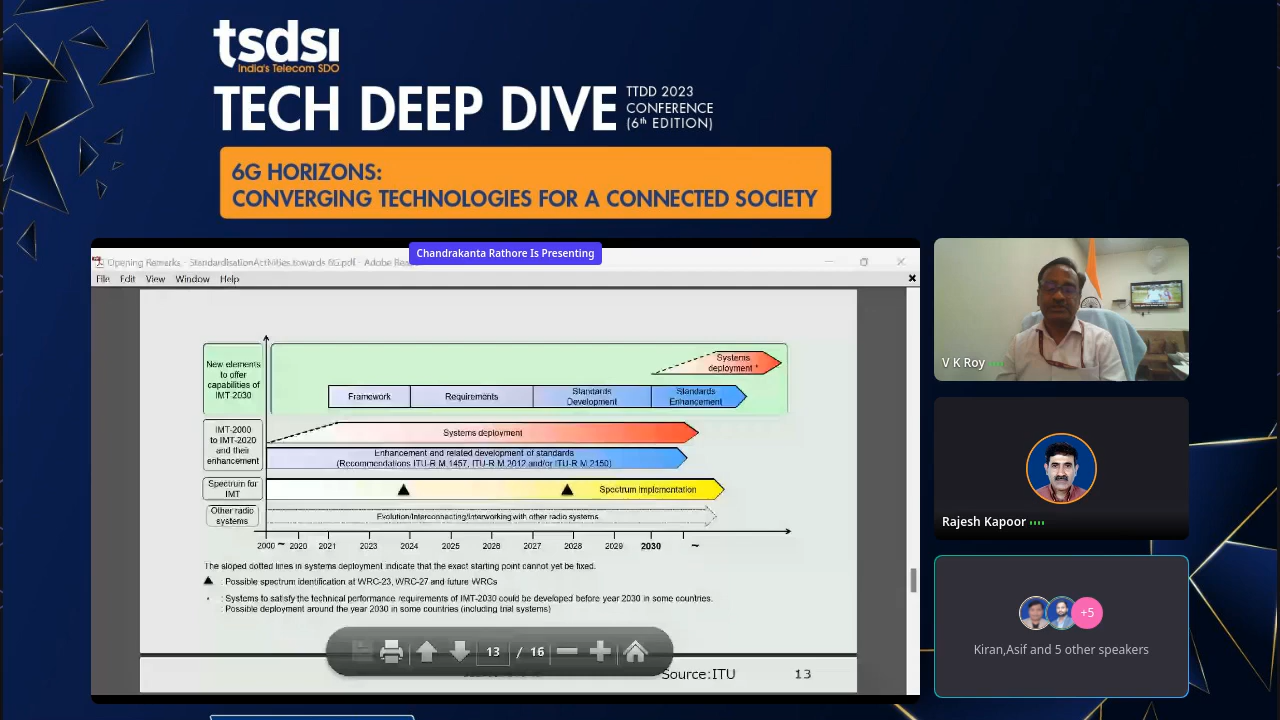 tsdsi
India's Telecom SDO
TECH DEEP DIVE
TTDD 2023
CONFERENCE
(6th EDITION)
6G HORIZONS:
CONVERGING TECHNOLOGIES FOR A CONNECTED SOCIETY
Chandrakanta Rathore Is Presenting
Opening Remarks - StandardisationActivities towards 6G.pdf - Adobe Rea
File Edit View Window Help
New elements
to offer
capabilities of
IMT-2030
Systems
deployment *
Framework
Requirements
Standards
Development
Standards
Enhancement
IMT-2000
to IMT-2020
and their
enhancement
Systems deployment
Enhancement and related development of standards
(Recommendations ITU-R M.1457, ITU-R M.2012 and/or ITU-R M.2150)
Spectrum for
IMT
Spectrum Implementation
Other radio
systems
Evolution/Interconnecting/Interworking with other radio systems
2000 ~ 2020 2021 2023 2024 2025 2027 2028 2029 2030 ~
The sloped dotted lines in systems deployment indicate that the exact starting point cannot yet be fixed.
▲ : Possible spectrum identification at WRC-23, WRC-27 and future WRCs
* : Systems to satisfy the technical performance requirements of IMT-2030 could be developed before year 2030 in some countries.
: Possible deployment around the year 2030 in some countries (including trial systems)
13 / 16
Source:ITU
13
V K Roy
Rajesh Kapoor
+5
Kiran,Asif and 5 other speakers